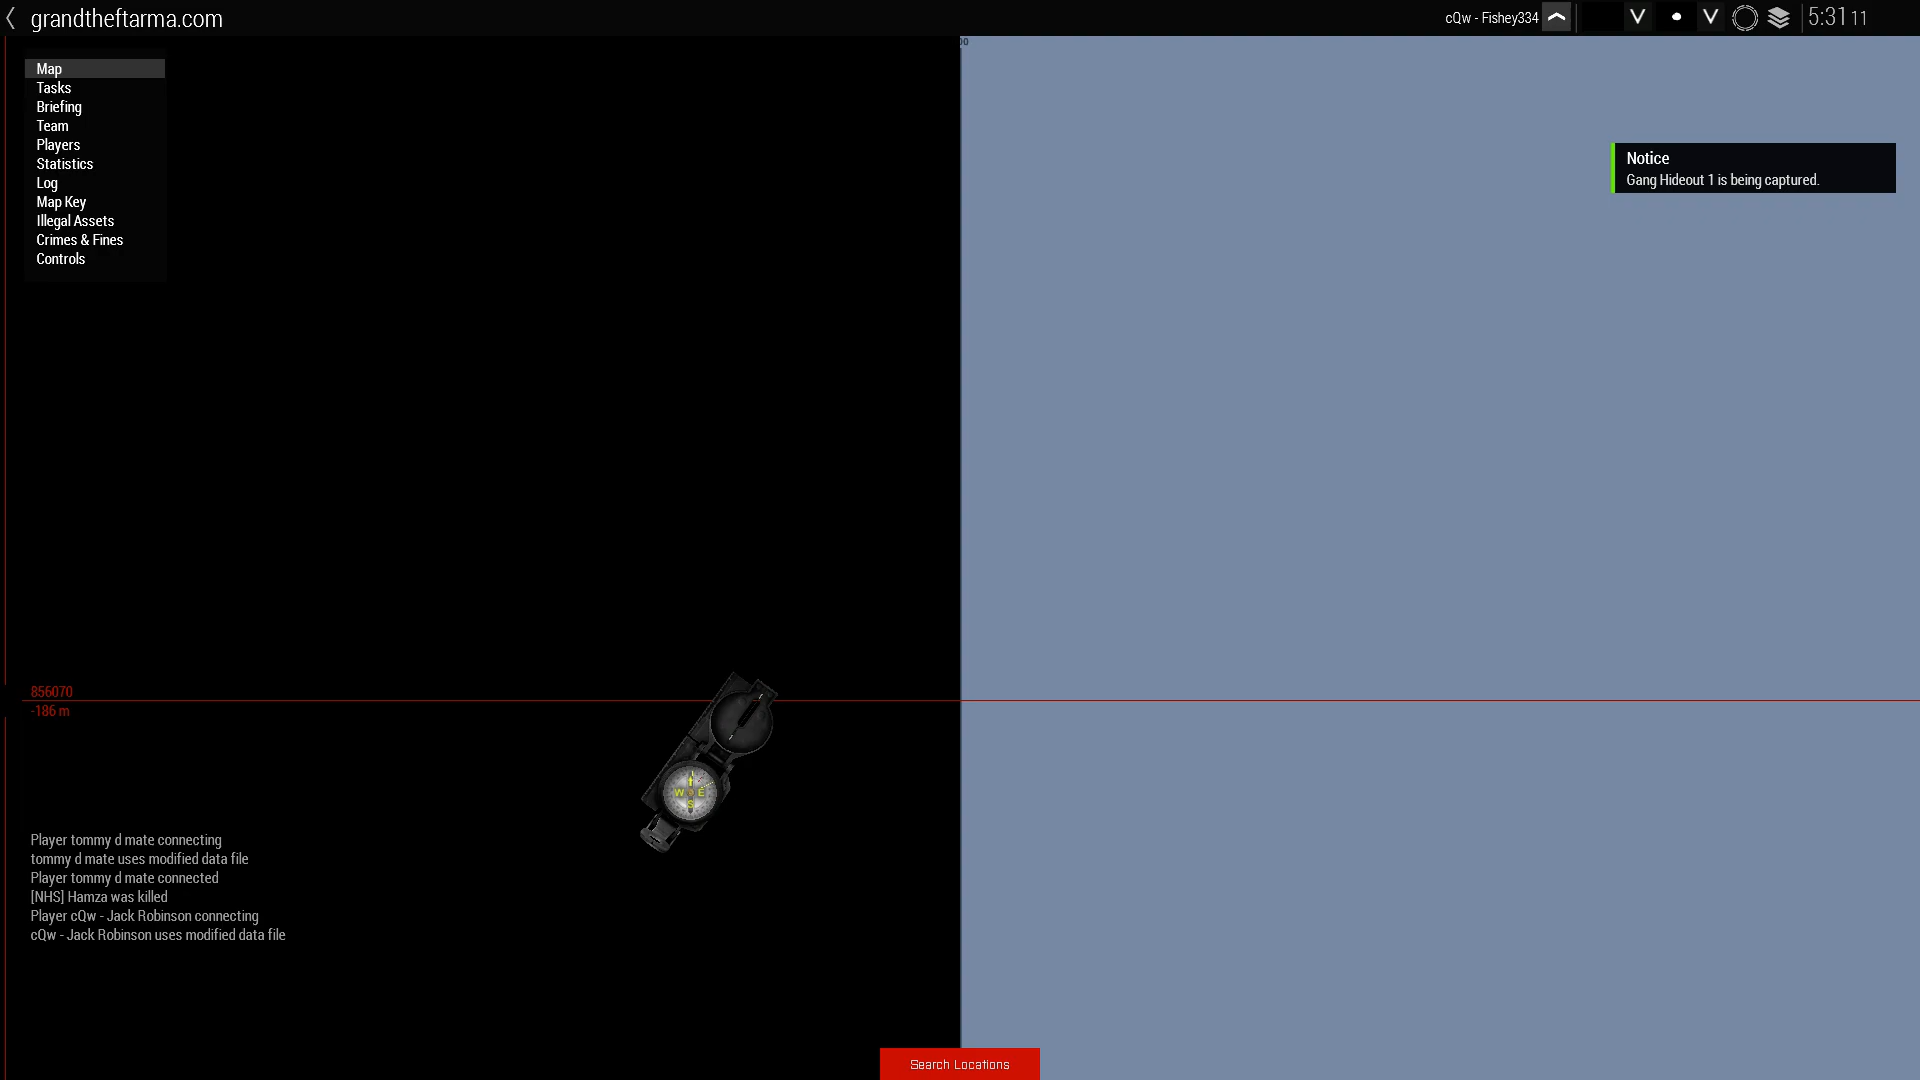 grandtheftarma.com
cQw - Fishey334
5:31 11
Map
Tasks
Briefing
Team
Players
Statistics
Log
Map Key
Illegal Assets
Crimes & Fines
Controls
Notice
Gang Hideout 1 is being captured.
856070
-186 m
W E
S
Player tommy d mate connecting
tommy d mate uses modified data file
Player tommy d mate connected
[NHS] Hamza was killed
Player cQw - Jack Robinson connecting
cQw - Jack Robinson uses modified data file
Search Locations